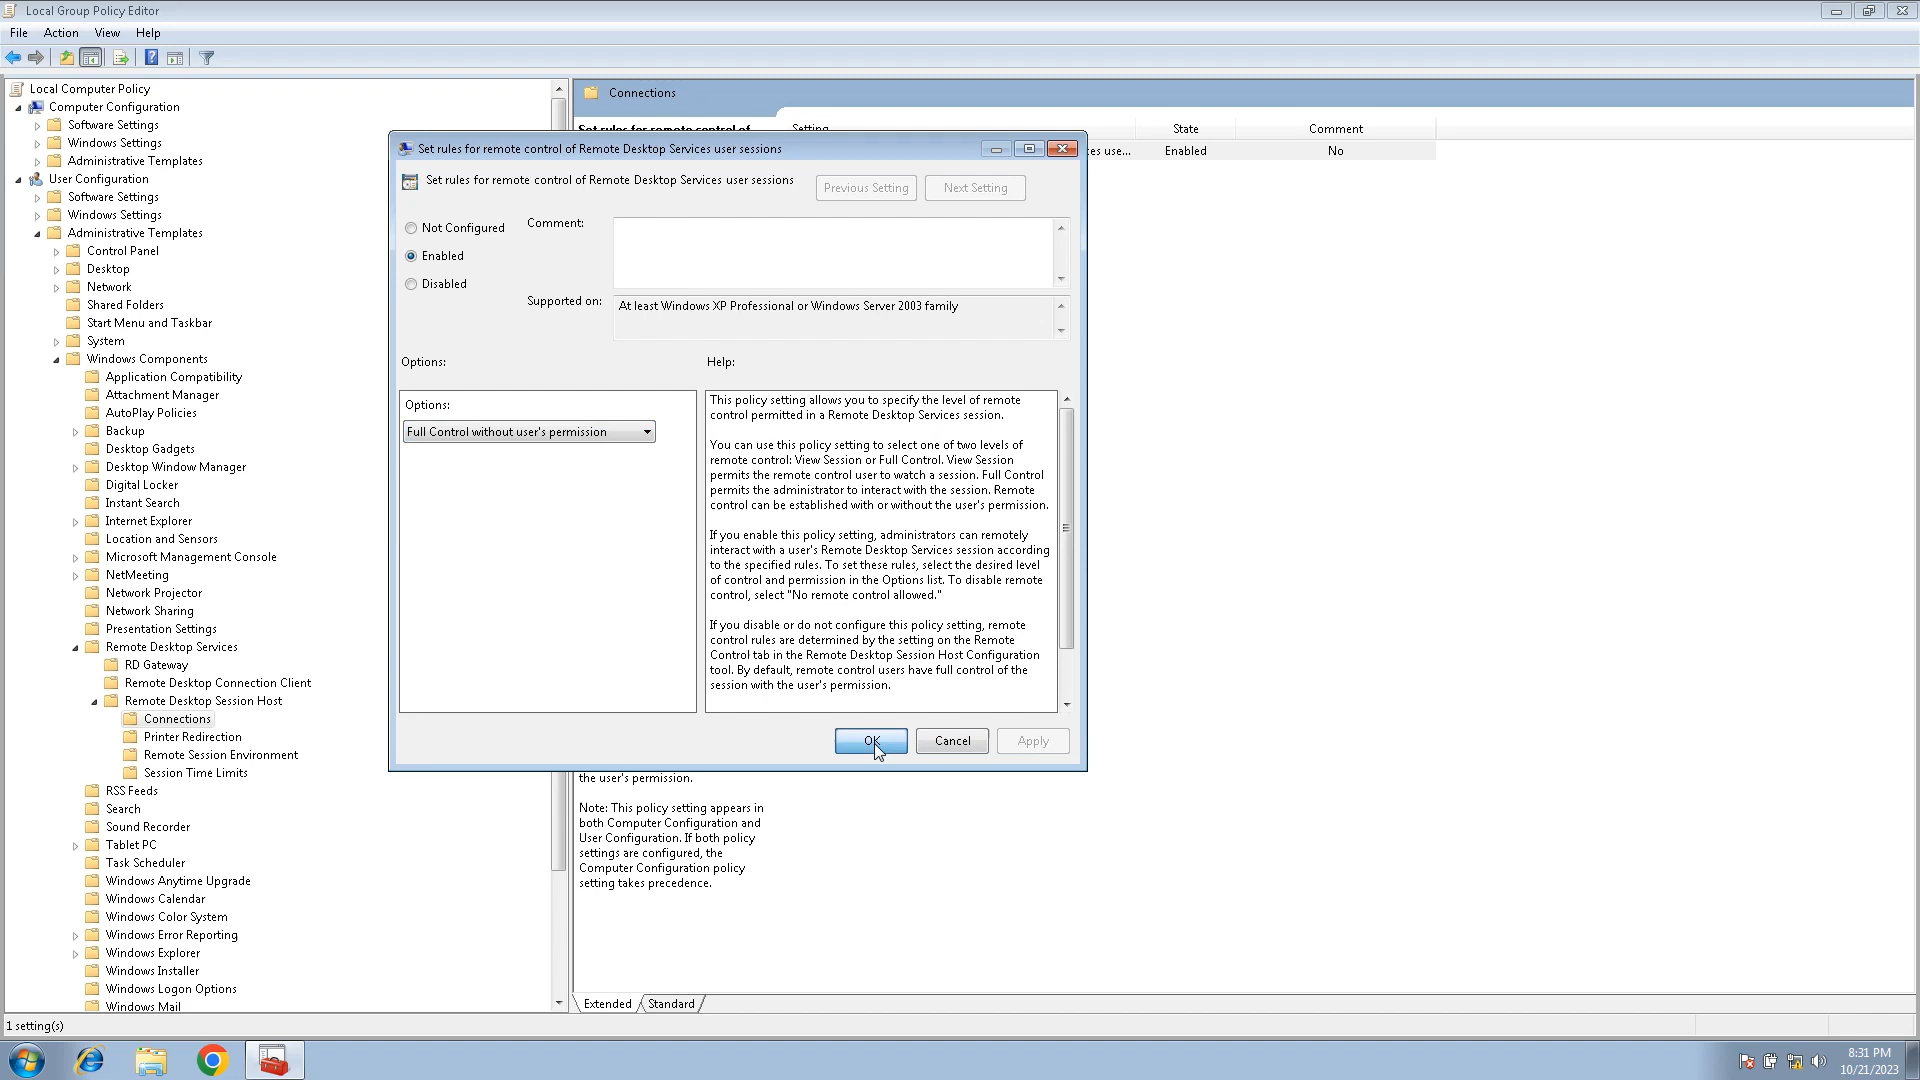 Local Group Policy Editor
File Action View Help
Local Computer Policy
Computer Configuration
Software Settings
Windows Settings
Administrative Templates
User Configuration
Software Settings
Windows Settings
Administrative Templates
Control Panel
Desktop
Network
Shared Folders
Start Menu and Taskbar
System
Windows Components
Application Compatibility
Attachment Manager
AutoPlay Policies
Backup
Desktop Gadgets
Desktop Window Manager
Digital Locker
Instant Search
Internet Explorer
Location and Sensors
Microsoft Management Console
NetMeeting
Network Projector
Network Sharing
Presentation Settings
Remote Desktop Services
RD Gateway
Remote Desktop Connection Client
Remote Desktop Session Host
Connections
Printer Redirection
Remote Session Environment
Session Time Limits
RSS Feeds
Search
Sound Recorder
Tablet PC
Task Scheduler
Windows Anytime Upgrade
Windows Calendar
Windows Color System
Windows Error Reporting
Windows Explorer
Windows Installer
Windows Logon Options
Windows Mail
Connections
Set rules for remote control of Setting State Comment
es use... Enabled No
Set rules for remote control of Remote Desktop Services user sessions
Set rules for remote control of Remote Desktop Services user sessions
Previous Setting Next Setting
Not Configured
Enabled
Disabled
Comment:
Supported on:
At least Windows XP Professional or Windows Server 2003 family
Options:
Help:
Options:
Full Control without user's permission
This policy setting allows you to specify the level of remote
control permitted in a Remote Desktop Services session.
You can use this policy setting to select one of two levels of
remote control: View Session or Full Control. View Session
permits the remote control user to watch a session. Full Control
permits the administrator to interact with the session. Remote
control can be established with or without the user's permission.
If you enable this policy setting, administrators can remotely
interact with a user's Remote Desktop Services session according
to the specified rules. To set these rules, select the desired level
of control and permission in the Options list. To disable remote
control, select "No remote control allowed."
If you disable or do not configure this policy setting, remote
control rules are determined by the setting on the Remote
Control tab in the Remote Desktop Session Host Configuration
tool. By default, remote control users have full control of the
session with the user's permission.
OK Cancel Apply
the user's permission.
Note: This policy setting appears in
both Computer Configuration and
User Configuration. If both policy
settings are configured, the
Computer Configuration policy
setting takes precedence.
Extended Standard
1 setting(s)
8:31 PM
10/21/2023